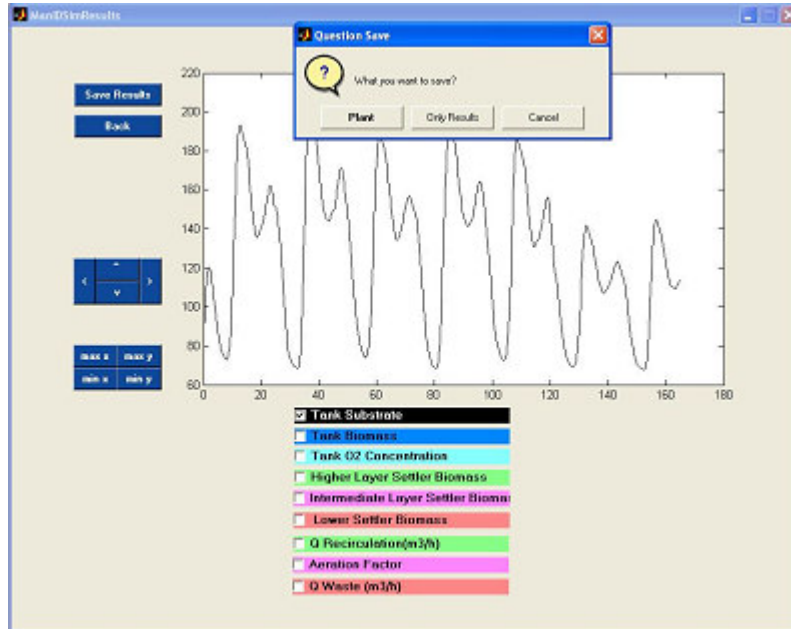 ManIDSimResults
Question Save
What you want to save?
Plant Only Results Cancel
Save Results
Back
220
200
180
160
140
120
100
80
60
0 20 40 60 80 100 120 140 160 180
< ^ v >
max x max y
min x min y
Tank Substrate
Tank Biomass
Tank O2 Concentration
Higher Layer Settler Biomass
Intermediate Layer Settler Biomas
Lower Settler Biomass
Q Recirculation(m3/h)
Aeration Factor
Q Waste (m3/h)